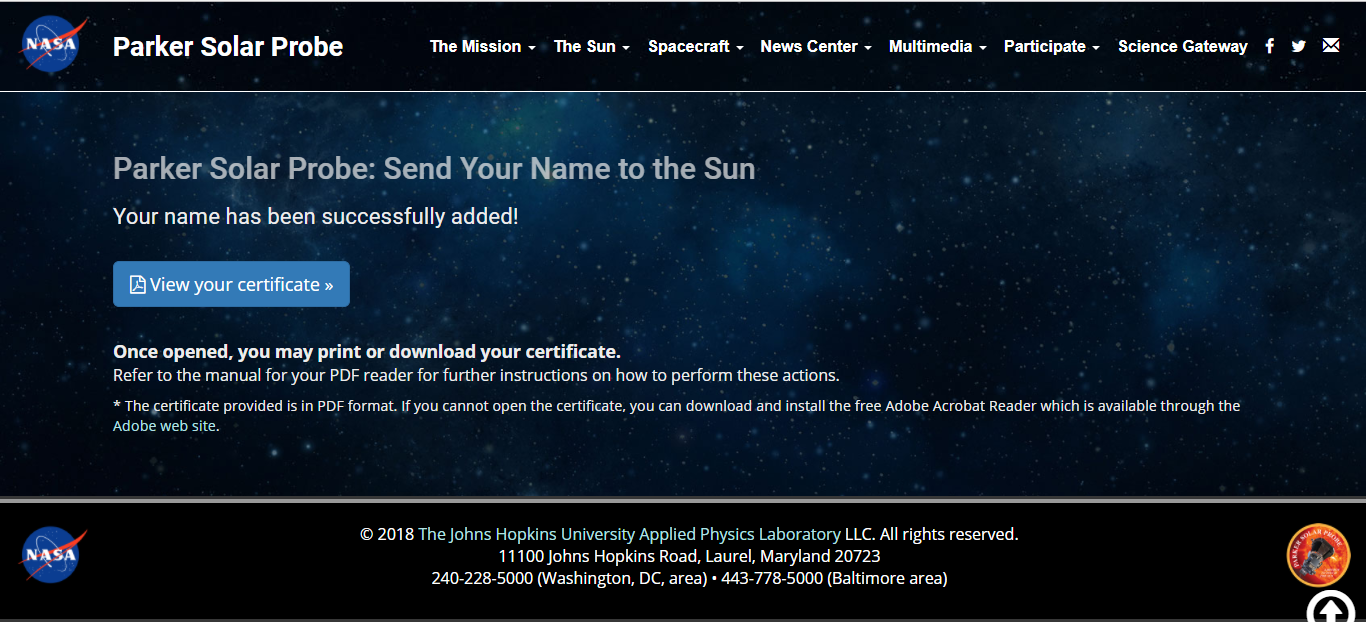 NASA
Parker Solar Probe
The Mission The Sun Spacecraft News Center Multimedia Participate Science Gateway
Parker Solar Probe: Send Your Name to the Sun
Your name has been successfully added!
View your certificate »
Once opened, you may print or download your certificate.
Refer to the manual for your PDF reader for further instructions on how to perform these actions.
* The certificate provided is in PDF format. If you cannot open the certificate, you can download and install the free Adobe Acrobat Reader which is available through the
Adobe web site.
NASA
© 2018 The Johns Hopkins University Applied Physics Laboratory LLC. All rights reserved.
11100 Johns Hopkins Road, Laurel, Maryland 20723
240-228-5000 (Washington, DC, area) • 443-778-5000 (Baltimore area)
PARKER SOLAR PROBE